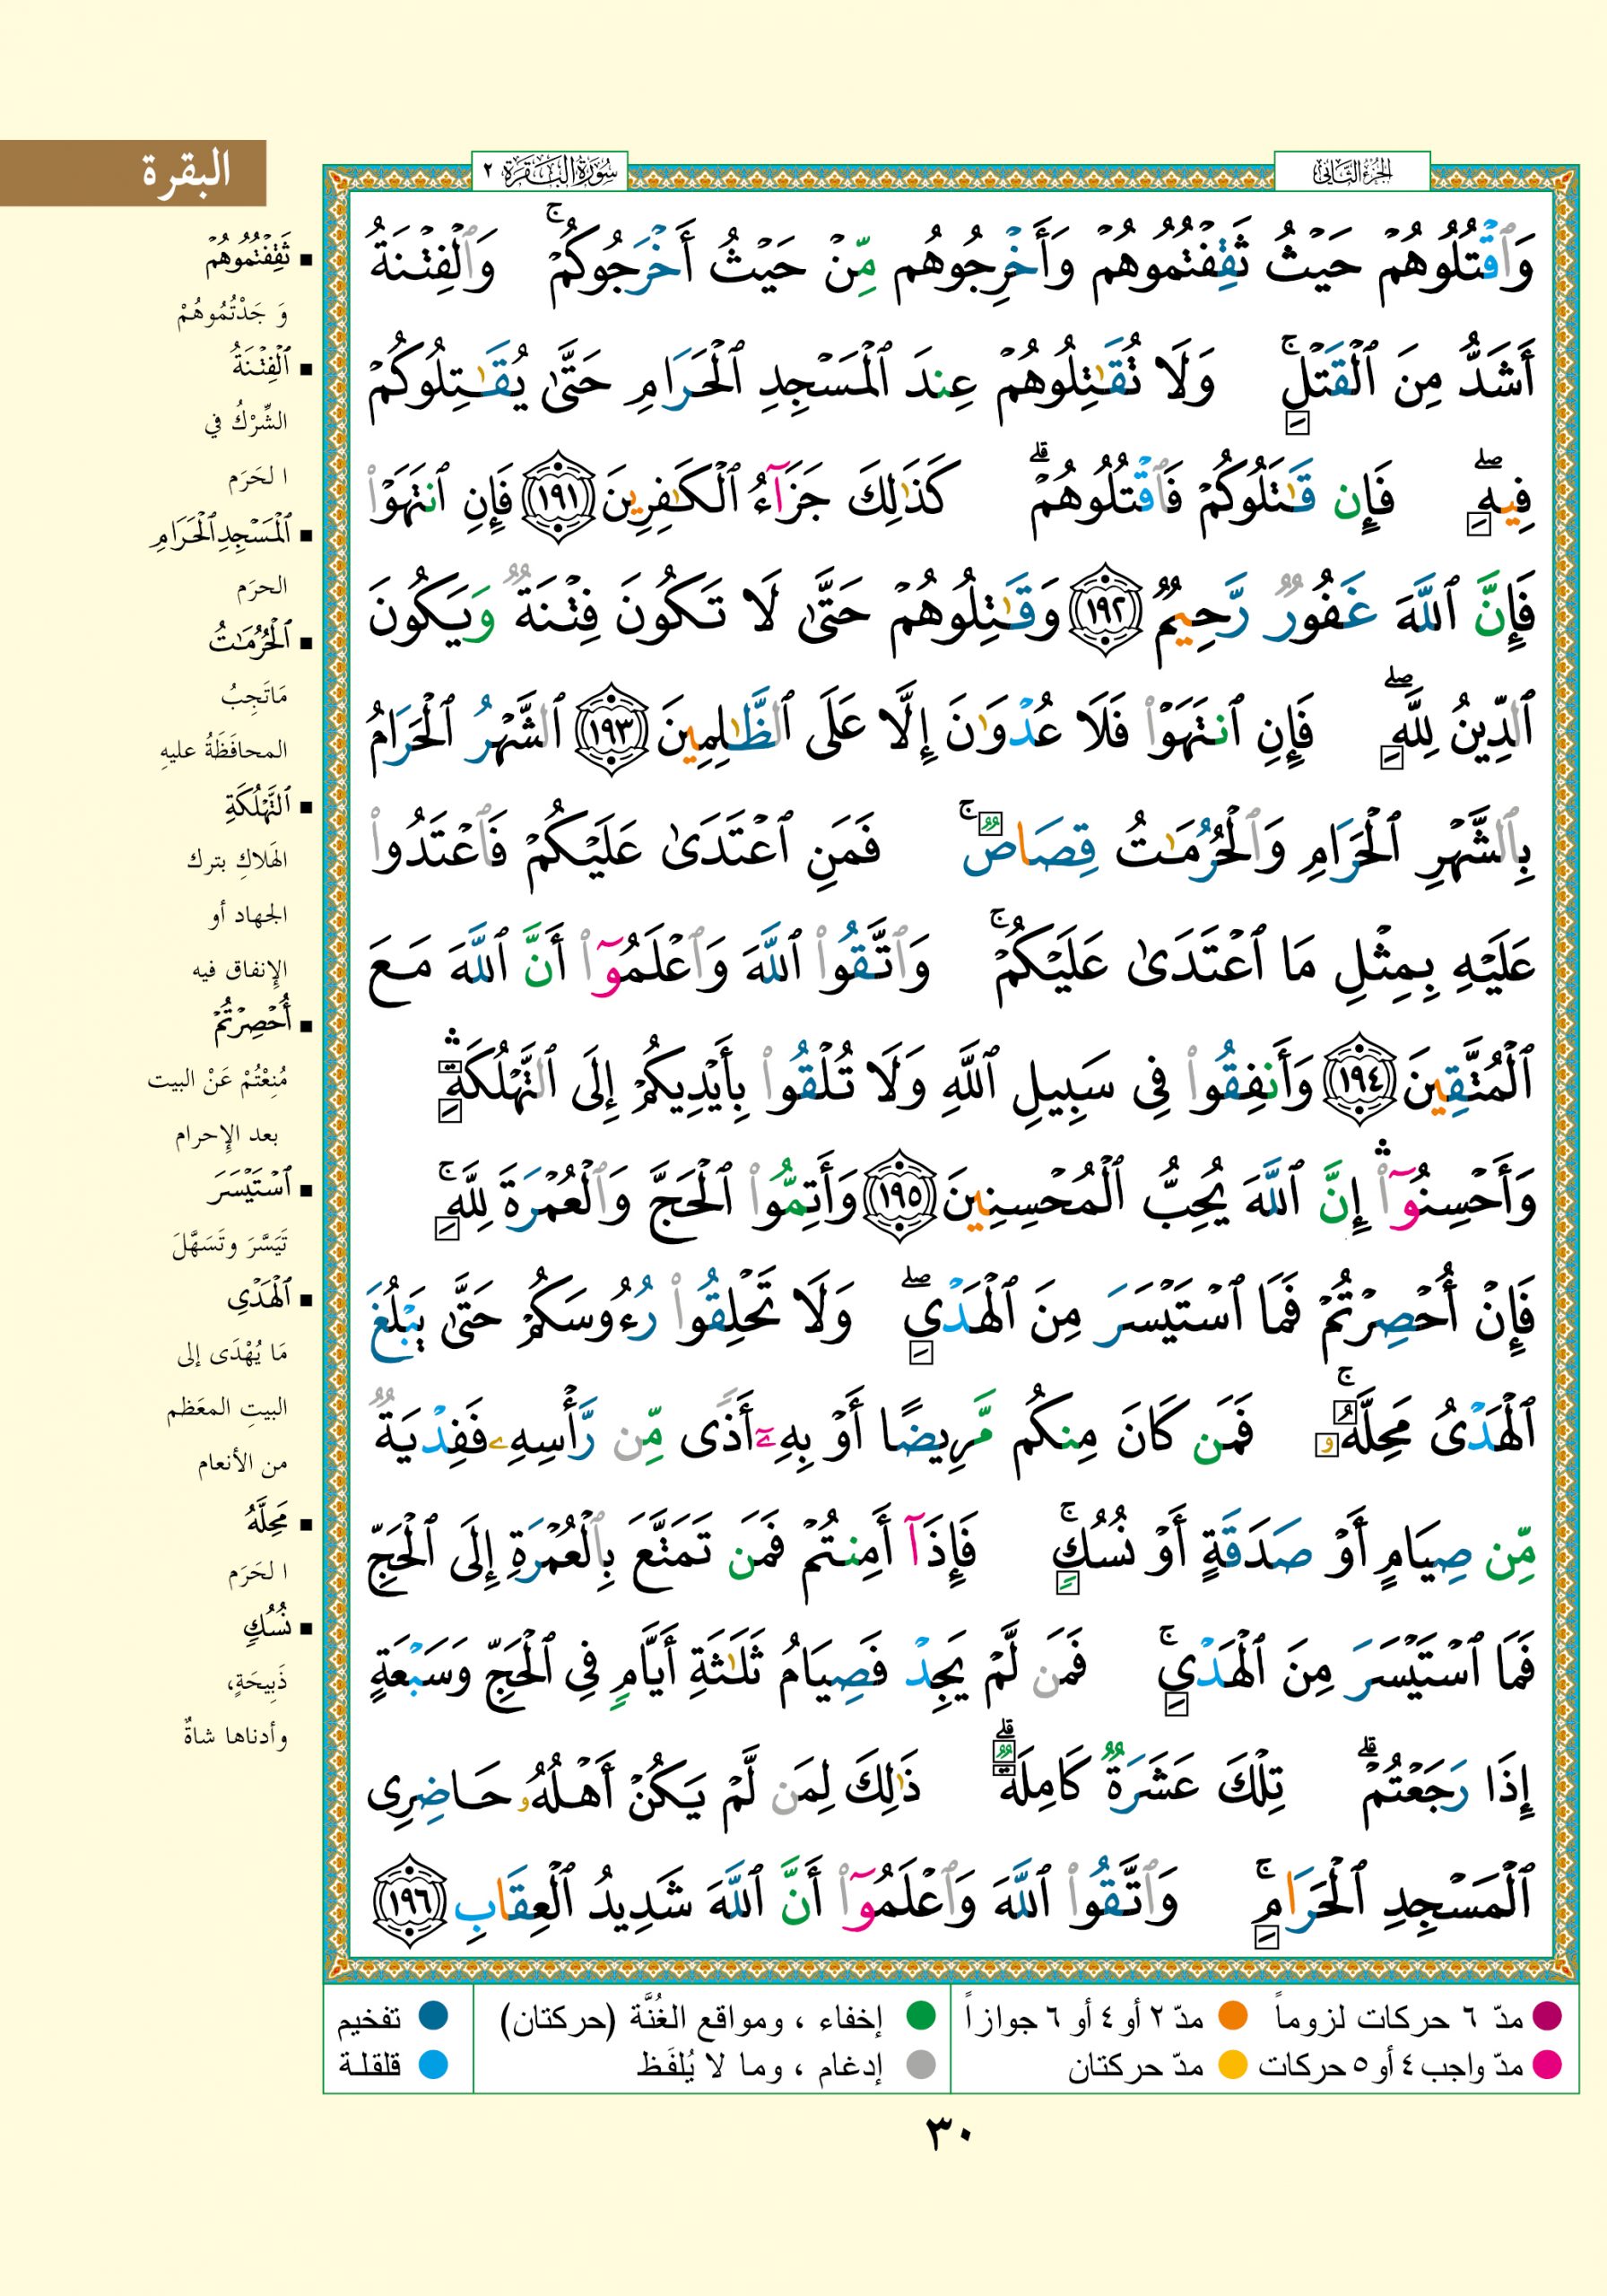 الجزء الثاني
سورة البقرة ٢
البقرة
وَٱقۡتُلُوهُمۡ حَيۡثُ ثَقِفۡتُمُوهُمۡ وَأَخۡرِجُوهُم مِّنۡ حَيۡثُ أَخۡرَجُوكُمۡۚ وَٱلۡفِتۡنَةُ
أَشَدُّ مِنَ ٱلۡقَتۡلِۚ وَلَا تُقَٰتِلُوهُمۡ عِندَ ٱلۡمَسۡجِدِ ٱلۡحَرَامِ حَتَّىٰ يُقَٰتِلُوكُمۡ
فِيهِۖ فَإِن قَٰتَلُوكُمۡ فَٱقۡتُلُوهُمۡۗ كَذَٰلِكَ جَزَآءُ ٱلۡكَٰفِرِينَ ١٩١ فَإِنِ ٱنتَهَوۡاْ
فَإِنَّ ٱللَّهَ غَفُورٞ رَّحِيمٞ ١٩٢ وَقَٰتِلُوهُمۡ حَتَّىٰ لَا تَكُونَ فِتۡنَةٞ وَيَكُونَ
ٱلدِّينُ لِلَّهِۖ فَإِنِ ٱنتَهَوۡاْ فَلَا عُدۡوَٰنَ إِلَّا عَلَى ٱلظَّٰلِمِينَ ١٩٣ ٱلشَّهۡرُ ٱلۡحَرَامُ
بِٱلشَّهۡرِ ٱلۡحَرَامِ وَٱلۡحُرُمَٰتُ قِصَاصٞۚ فَمَنِ ٱعۡتَدَىٰ عَلَيۡكُمۡ فَٱعۡتَدُواْ
عَلَيۡهِ بِمِثۡلِ مَا ٱعۡتَدَىٰ عَلَيۡكُمۡۚ وَٱتَّقُواْ ٱللَّهَ وَٱعۡلَمُوٓاْ أَنَّ ٱللَّهَ مَعَ
ٱلۡمُتَّقِينَ ١٩٤ وَأَنفِقُواْ فِي سَبِيلِ ٱللَّهِ وَلَا تُلۡقُواْ بِأَيۡدِيكُمۡ إِلَى ٱلتَّهۡلُكَةِۛ
وَأَحۡسِنُوٓاْۛ إِنَّ ٱللَّهَ يُحِبُّ ٱلۡمُحۡسِنِينَ ١٩٥ وَأَتِمُّواْ ٱلۡحَجَّ وَٱلۡعُمۡرَةَ لِلَّهِۚ
فَإِنۡ أُحۡصِرۡتُمۡ فَمَا ٱسۡتَيۡسَرَ مِنَ ٱلۡهَدۡيِۖ وَلَا تَحۡلِقُواْ رُءُوسَكُمۡ حَتَّىٰ يَبۡلُغَ
ٱلۡهَدۡيُ مَحِلَّهُۥۚ فَمَن كَانَ مِنكُم مَّرِيضًا أَوۡ بِهِۦٓ أَذٗى مِّن رَّأۡسِهِۦ فَفِدۡيَةٞ
مِّن صِيَامٍ أَوۡ صَدَقَةٍ أَوۡ نُسُكٖۚ فَإِذَآ أَمِنتُمۡ فَمَن تَمَتَّعَ بِٱلۡعُمۡرَةِ إِلَى ٱلۡحَجِّ
فَمَا ٱسۡتَيۡسَرَ مِنَ ٱلۡهَدۡيِۚ فَمَن لَّمۡ يَجِدۡ فَصِيَامُ ثَلَٰثَةِ أَيَّامٖ فِي ٱلۡحَجِّ وَسَبۡعَةٍ
إِذَا رَجَعۡتُمۡۗ تِلۡكَ عَشَرَةٞ كَامِلَةٞۗ ذَٰلِكَ لِمَن لَّمۡ يَكُنۡ أَهۡلُهُۥ حَاضِرِي
ٱلۡمَسۡجِدِ ٱلۡحَرَامِۚ وَٱتَّقُواْ ٱللَّهَ وَٱعۡلَمُوٓاْ أَنَّ ٱللَّهَ شَدِيدُ ٱلۡعِقَابِ ١٩٦
■ ثَقِفۡتُمُوهُمۡ
وَجَدْتُمُوهُمْ
■ ٱلۡفِتۡنَةُ
الشِّرْكُ في
الحَرَم
■ ٱلۡمَسۡجِدِ ٱلۡحَرَامِ
الحرَم
■ ٱلۡحُرُمَٰتُ
مَاتَجِبُ
المحافَظَةُ عليهِ
■ ٱلتَّهۡلُكَةِ
الهَلاكِ بترك
الجهاد أو
الإِنفاق فيه
■ أُحۡصِرۡتُمۡ
مُنِعْتُمْ عَنْ البيت
بعد الإِحرام
■ ٱسۡتَيۡسَرَ
تَيَسَّرَ وتَسَهَّلَ
■ ٱلۡهَدۡيِ
مَا يُهْدَى إلى
البيتِ المعَظم
من الأنعام
■ مَحِلَّهُ
الحَرَم
■ نُسُكٍ
ذَبِيحَةٍ،
وأدناها شاةٌ
مدّ ٦ حركات لزوماً مدّ ٢ أو ٤ أو ٦ جوازاً إخفاء ، ومواقع الغُنَّة (حركتان) تفخيم
مدّ واجب ٤ أو ٥ حركات مدّ حركتان إدغام ، وما لا يُلفَظ قلقلة
٣٠